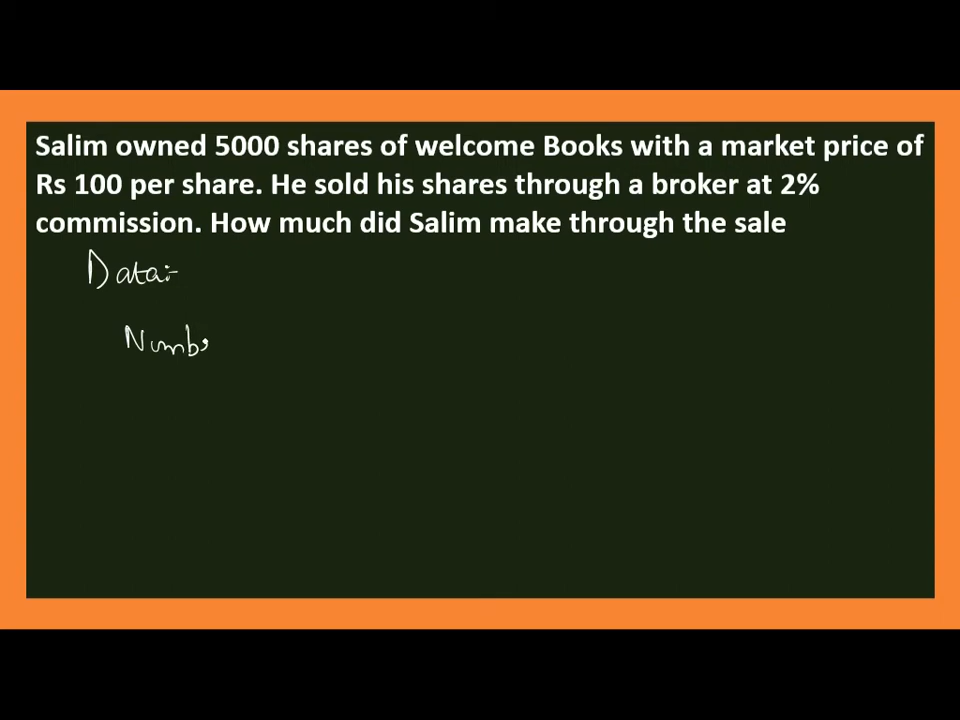 Salim owned 5000 shares of welcome Books with a market price of
Rs 100 per share. He sold his shares through a broker at 2%
commission. How much did Salim make through the sale
Data:-
Numbe